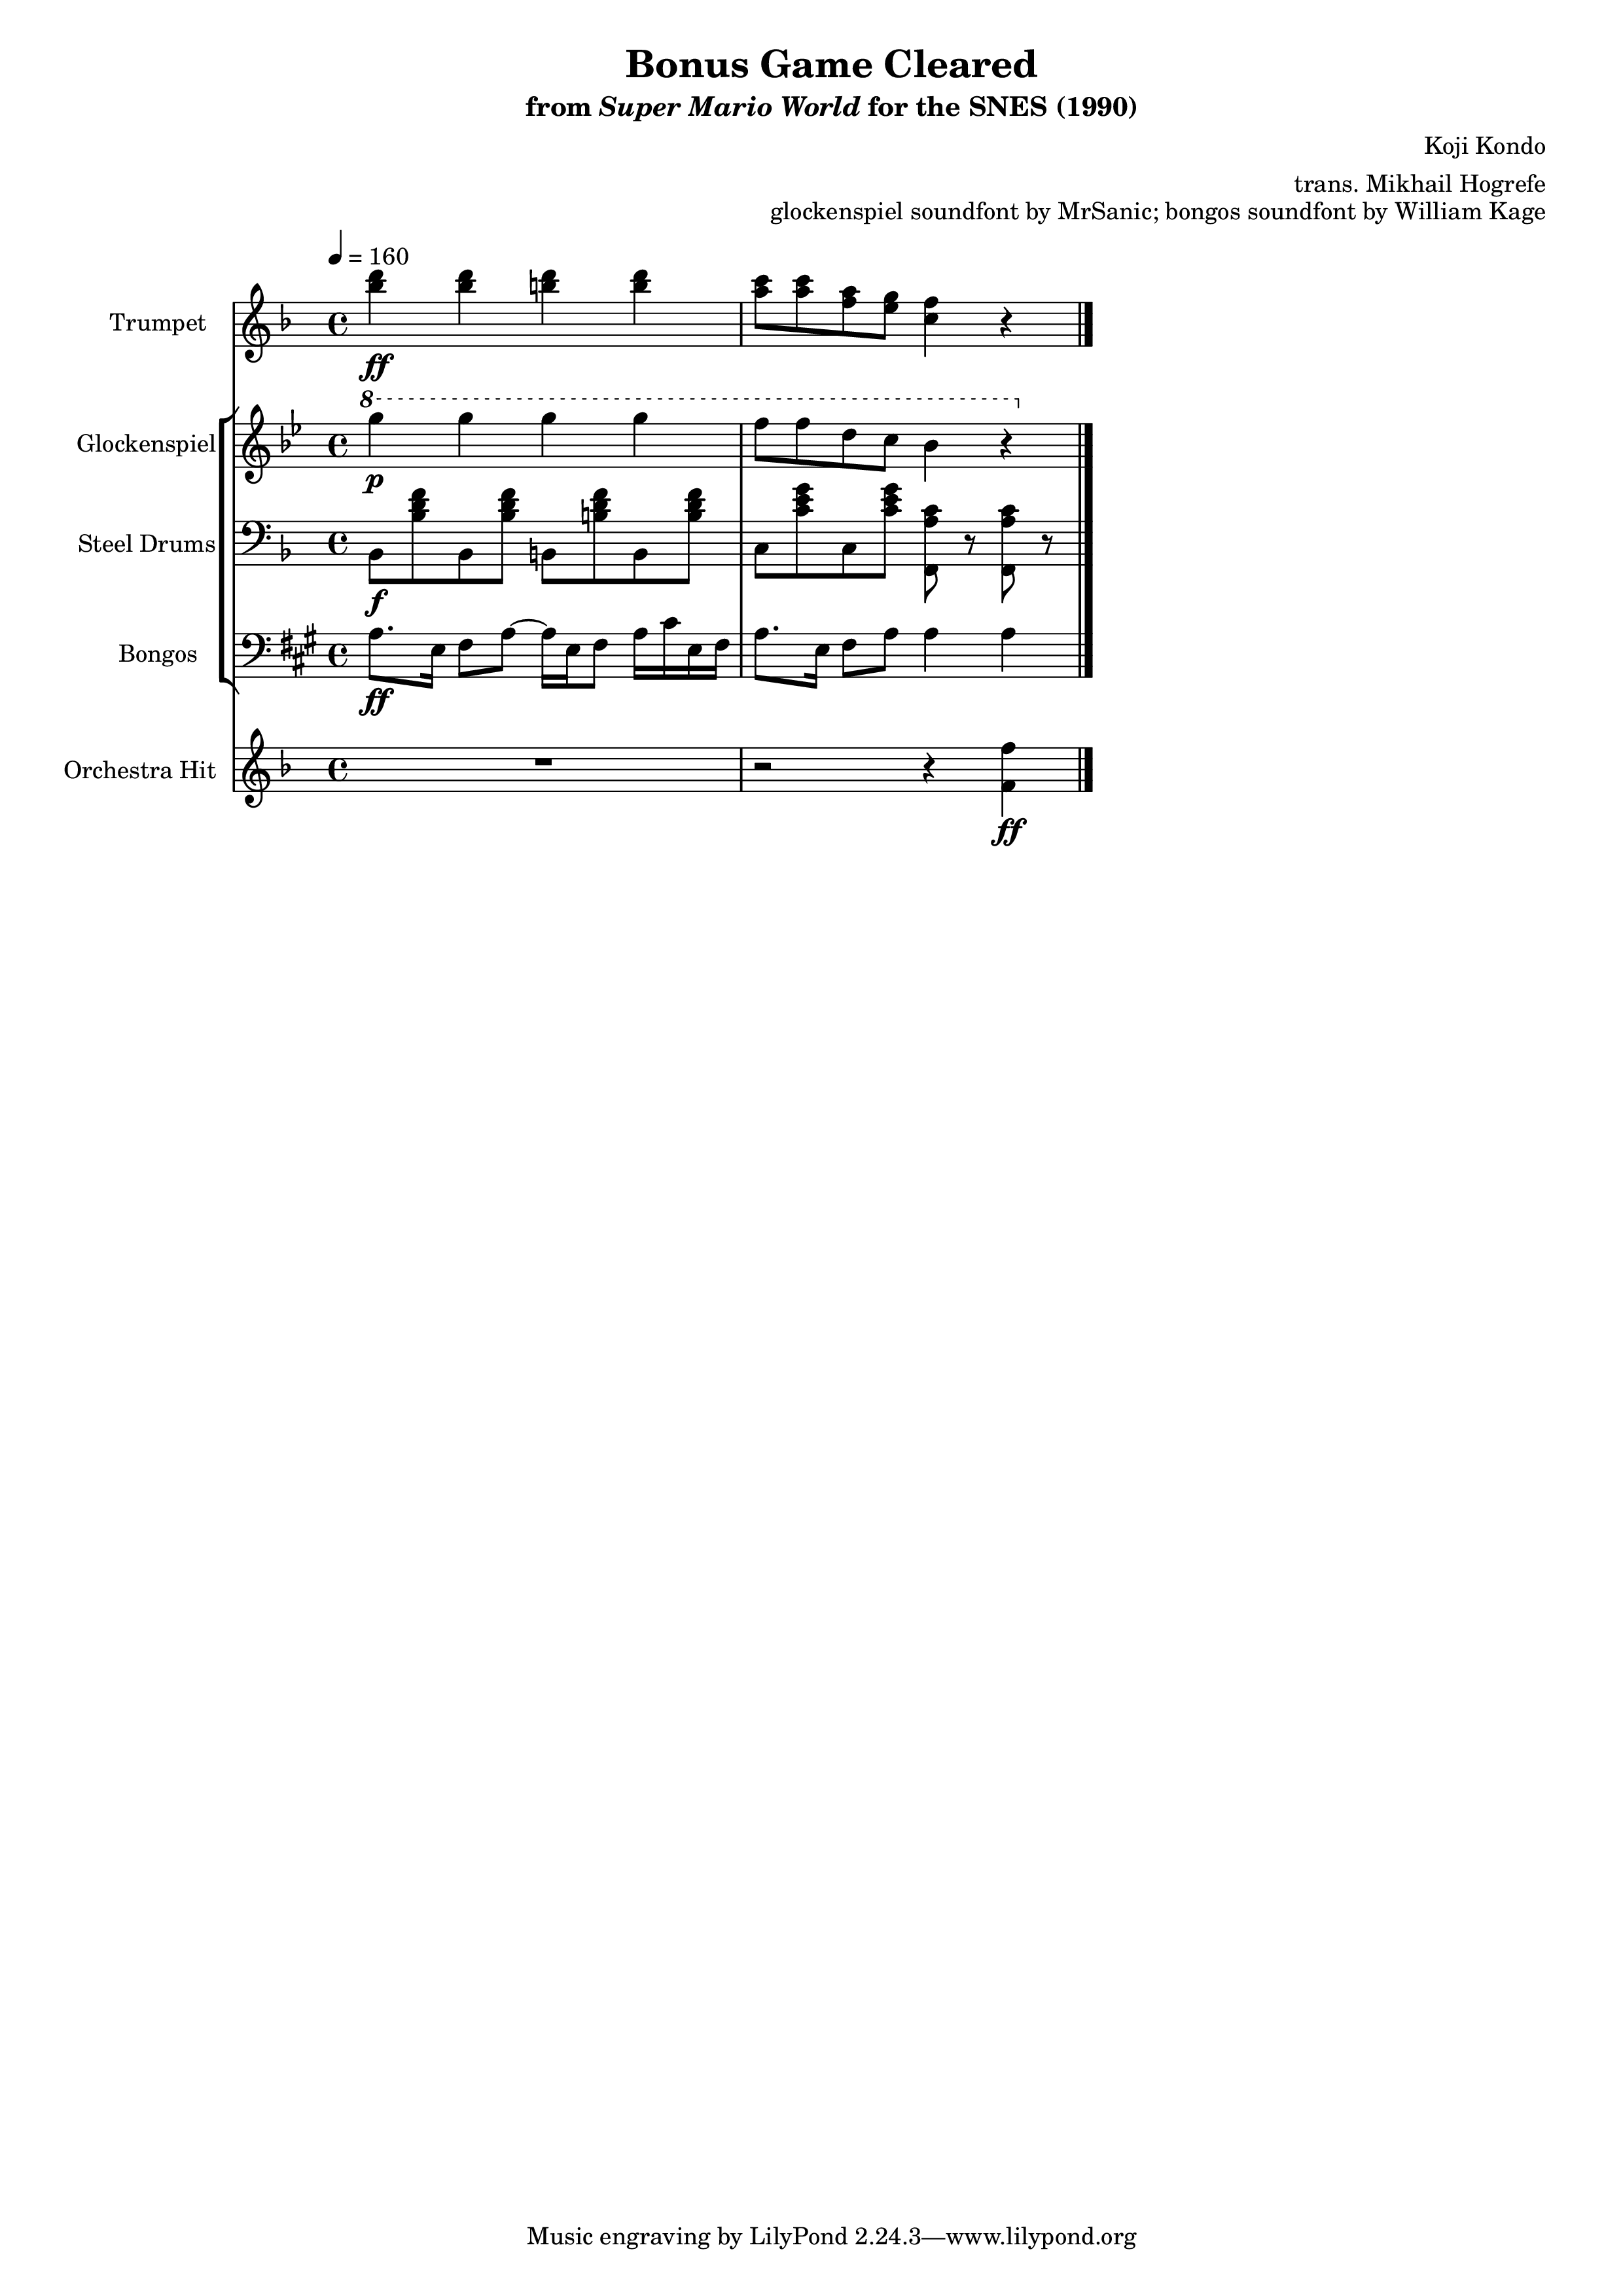 Bonus Game Cleared
from Super Mario World for the SNES (1990)
Koji Kondo
trans. Mikhail Hogrefe
glockenspiel soundfont by MrSanic; bongos soundfont by William Kage
= 160
Trumpet
ff
8
Glockenspiel
p
Steel Drums
f
Bongos
ff
Orchestra Hit
ff
Music engraving by LilyPond 2.24.3—www.lilypond.org